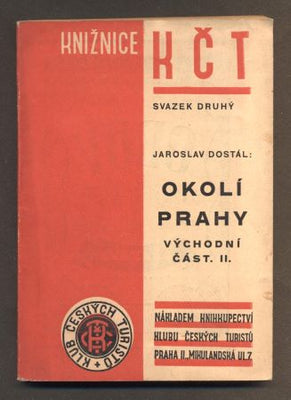 KNIŽNICE KČT
SVAZEK DRUHÝ
JAROSLAV DOSTÁL:
OKOLÍ
PRAHY
VÝCHODNÍ
ČÁST. II.
KLUB ČESKÝCH TURISTŮ
NÁKLADEM KNIHKUPECTVÍ
KLUBU ČESKÝCH TURISTŮ
PRAHA II., MIKULANDSKÁ UL. 7